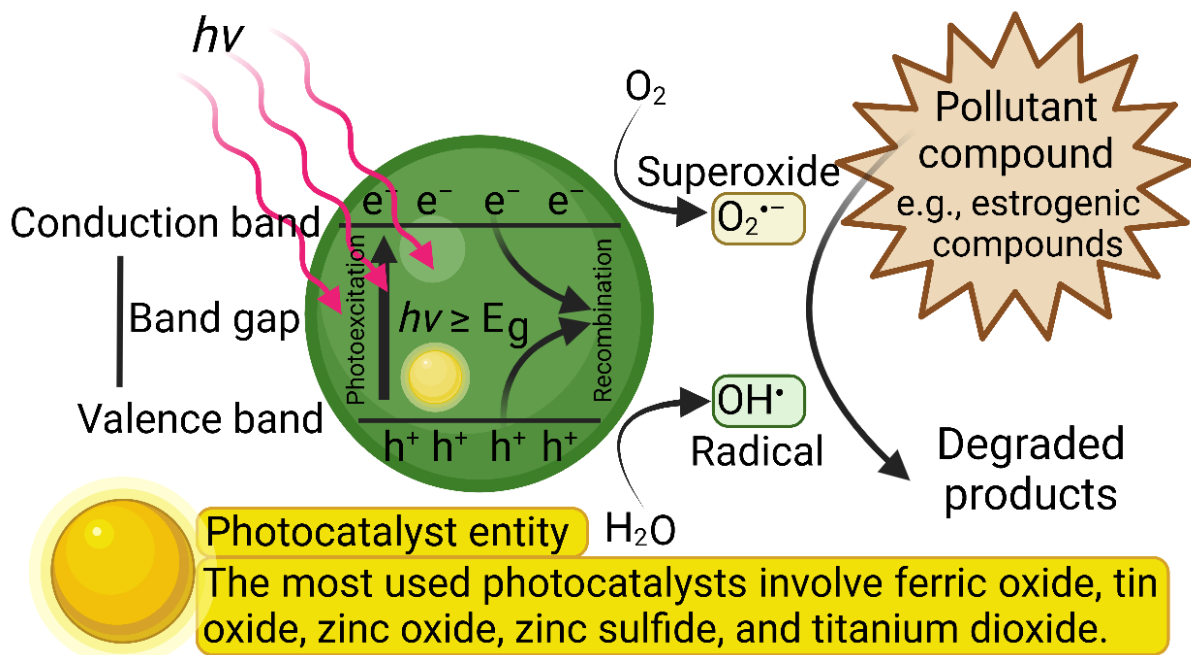 hν
O₂
Pollutant
compound
e.g., estrogenic
compounds
Superoxide
O₂•−
e− e− e− e−
Conduction band
Photoexcitation
Recombination
Band gap
hν ≥ Eg
Valence band
h+ h+ h+ h+
OH•
Radical
Degraded
products
H₂O
Photocatalyst entity
The most used photocatalysts involve ferric oxide, tin
oxide, zinc oxide, zinc sulfide, and titanium dioxide.